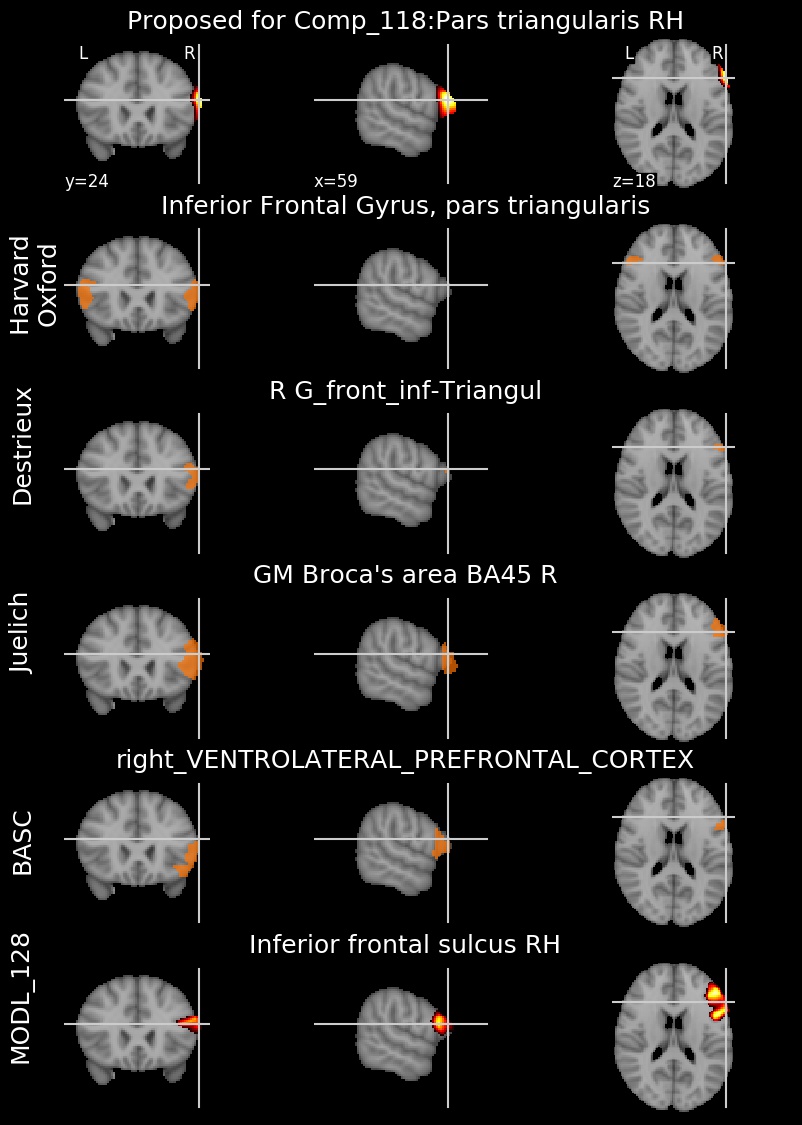 Proposed for Comp_118:Pars triangularis RH
L R L R
y=24 x=59 z=18
Inferior Frontal Gyrus, pars triangularis
Harvard
Oxford
R G_front_inf-Triangul
Destrieux
GM Broca's area BA45 R
Juelich
right_VENTROLATERAL_PREFRONTAL_CORTEX
BASC
Inferior frontal sulcus RH
MODL_128